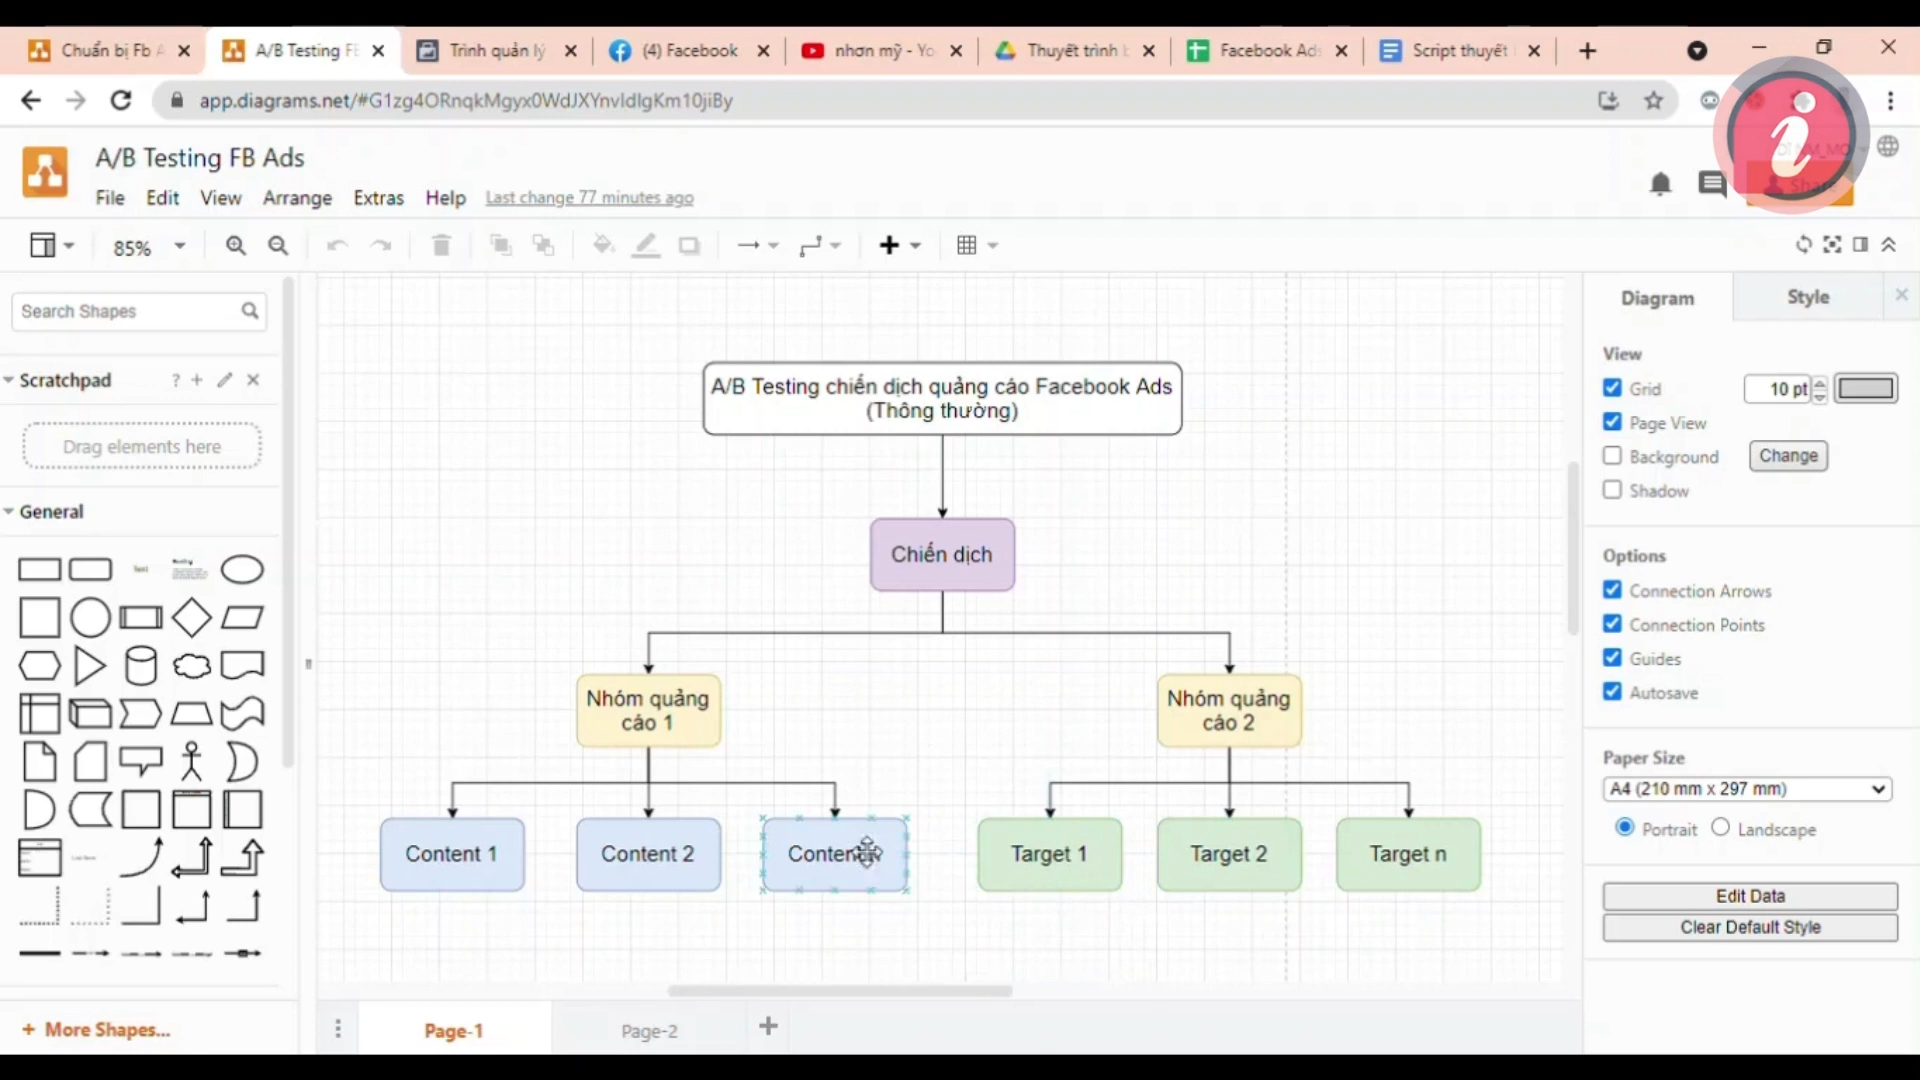 Chuẩn bị Fb A
A/B Testing FB
Trình quản lý
(4) Facebook
nhơn mỹ - Yo
Thuyết trình b
Facebook Ads
Script thuyết
app.diagrams.net/#G1zg4ORnqkMgyx0WdJXYnvIdIgKm10jiBy
A/B Testing FB Ads
File Edit View Arrange Extras Help Last change 77 minutes ago
Share
85%
Search Shapes
Scratchpad ?
Drag elements here
General
Text
Heading
List Item
+ More Shapes...
A/B Testing chiến dịch quảng cáo Facebook Ads
(Thông thường)
Chiến dịch
Nhóm quảng
cáo 1
Nhóm quảng
cáo 2
Content 1
Content 2
Content
Target 1
Target 2
Target n
Page-1
Page-2
Diagram
Style
View
Grid
10 pt
Page View
Background
Change
Shadow
Options
Connection Arrows
Connection Points
Guides
Autosave
Paper Size
A4 (210 mm x 297 mm)
Portrait
Landscape
Edit Data
Clear Default Style